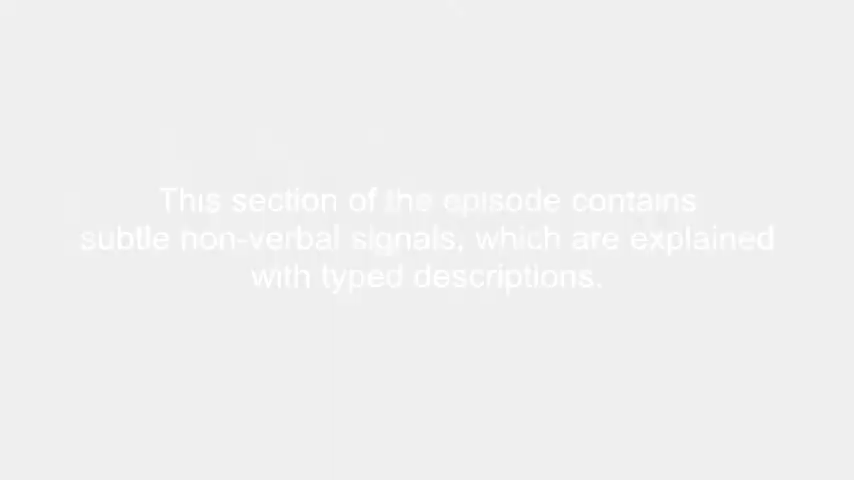 This section of the episode contains
subtle non-verbal signals, which are explained
with typed descriptions.